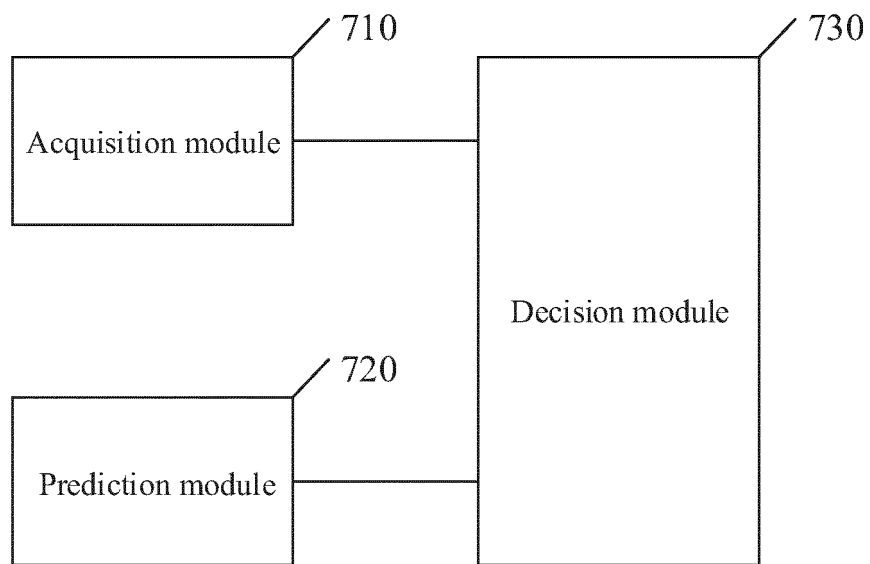 710
Acquisition module
730
Decision module
720
Prediction module